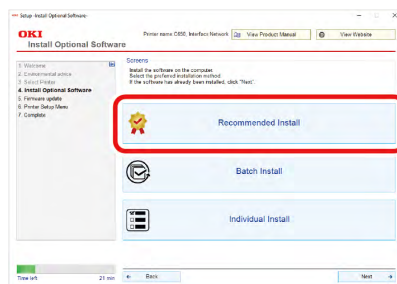 Setup -Install Optional Software-
OKI
Install Optional Software
Printer name C650, Interface Network
View Product Manual
View Website
1. Welcome
2. Environmental advice
3. Select Printer
4. Install Optional Software
5. Firmware update
6. Printer Setup Menu
7. Complete
Screens
Install the software on the computer.
Select the preferred installation method.
If the software has already been installed, click "Next".
Recommended Install
Batch Install
Individual Install
Time left
21 min
Back
Next